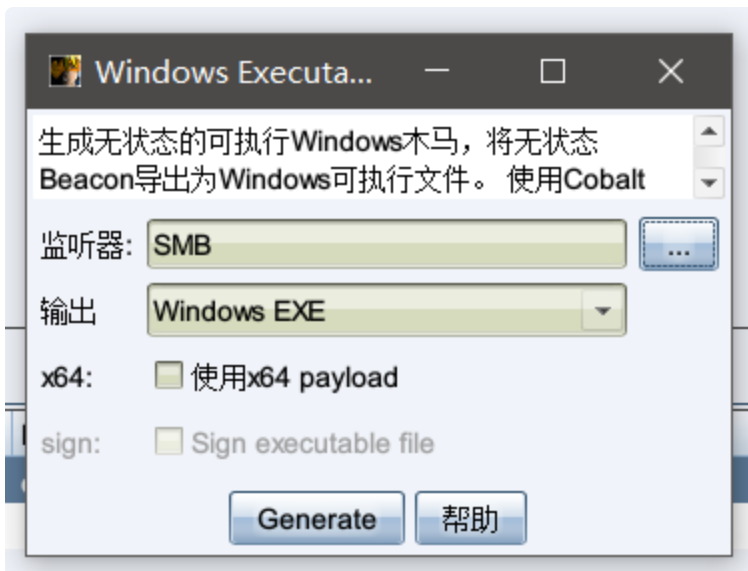 Windows Executa...
生成无状态的可执行Windows木马，将无状态
Beacon导出为Windows可执行文件。 使用Cobalt
监听器: SMB ...
输出 Windows EXE
x64: 使用x64 payload
sign: Sign executable file
Generate 帮助